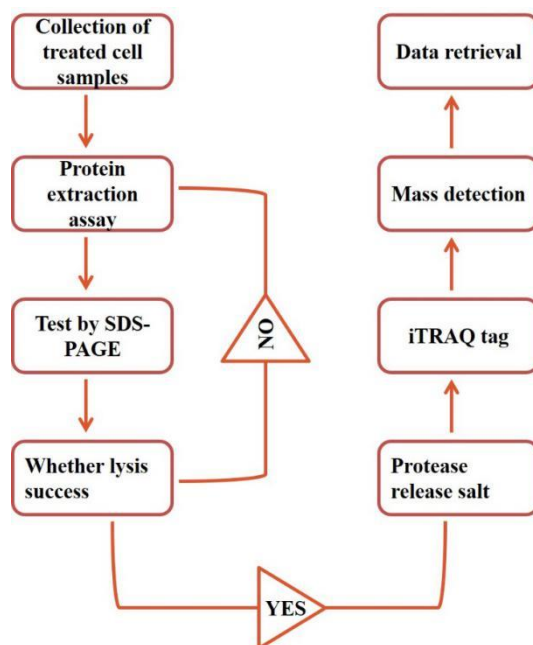 Collection of
treated cell
samples
Protein
extraction
assay
Test by SDS-
PAGE
Whether lysis
success
NO
YES
Protease
release salt
iTRAQ tag
Mass detection
Data retrieval